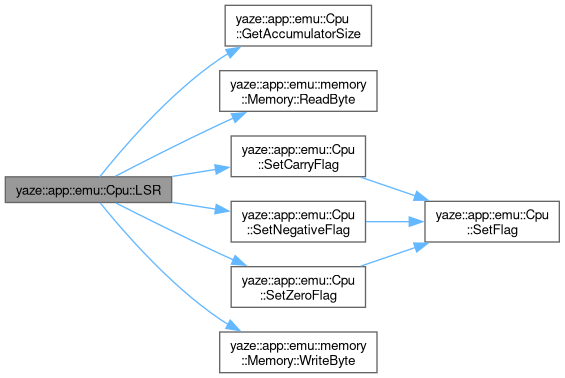 yaze::app::emu::Cpu::LSR
yaze::app::emu::Cpu
::GetAccumulatorSize
yaze::app::emu::memory
::Memory::ReadByte
yaze::app::emu::Cpu
::SetCarryFlag
yaze::app::emu::Cpu
::SetNegativeFlag
yaze::app::emu::Cpu
::SetZeroFlag
yaze::app::emu::memory
::Memory::WriteByte
yaze::app::emu::Cpu
::SetFlag